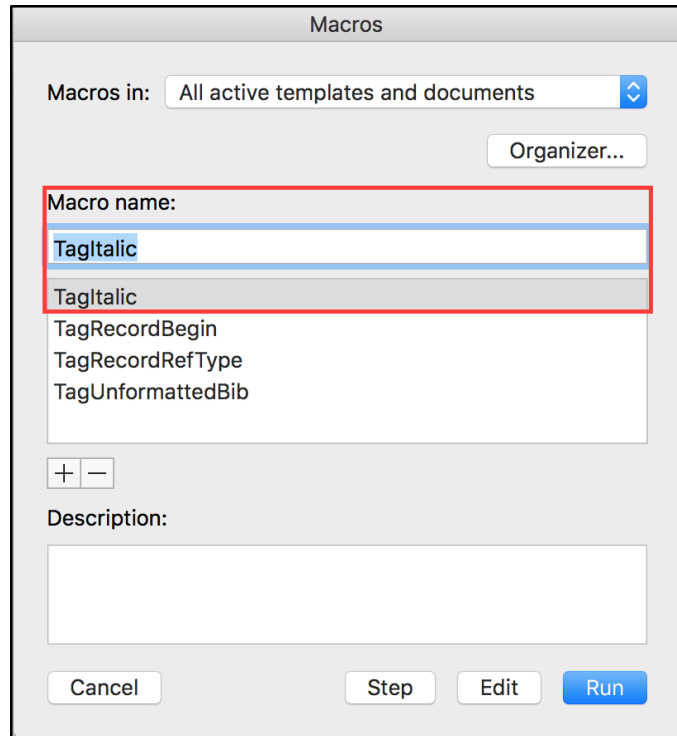 Macros
Macros in: All active templates and documents
Organizer...
Macro name:
TagItalic
TagItalic
TagRecordBegin
TagRecordRefType
TagUnformattedBib
Description:
Cancel Step Edit Run